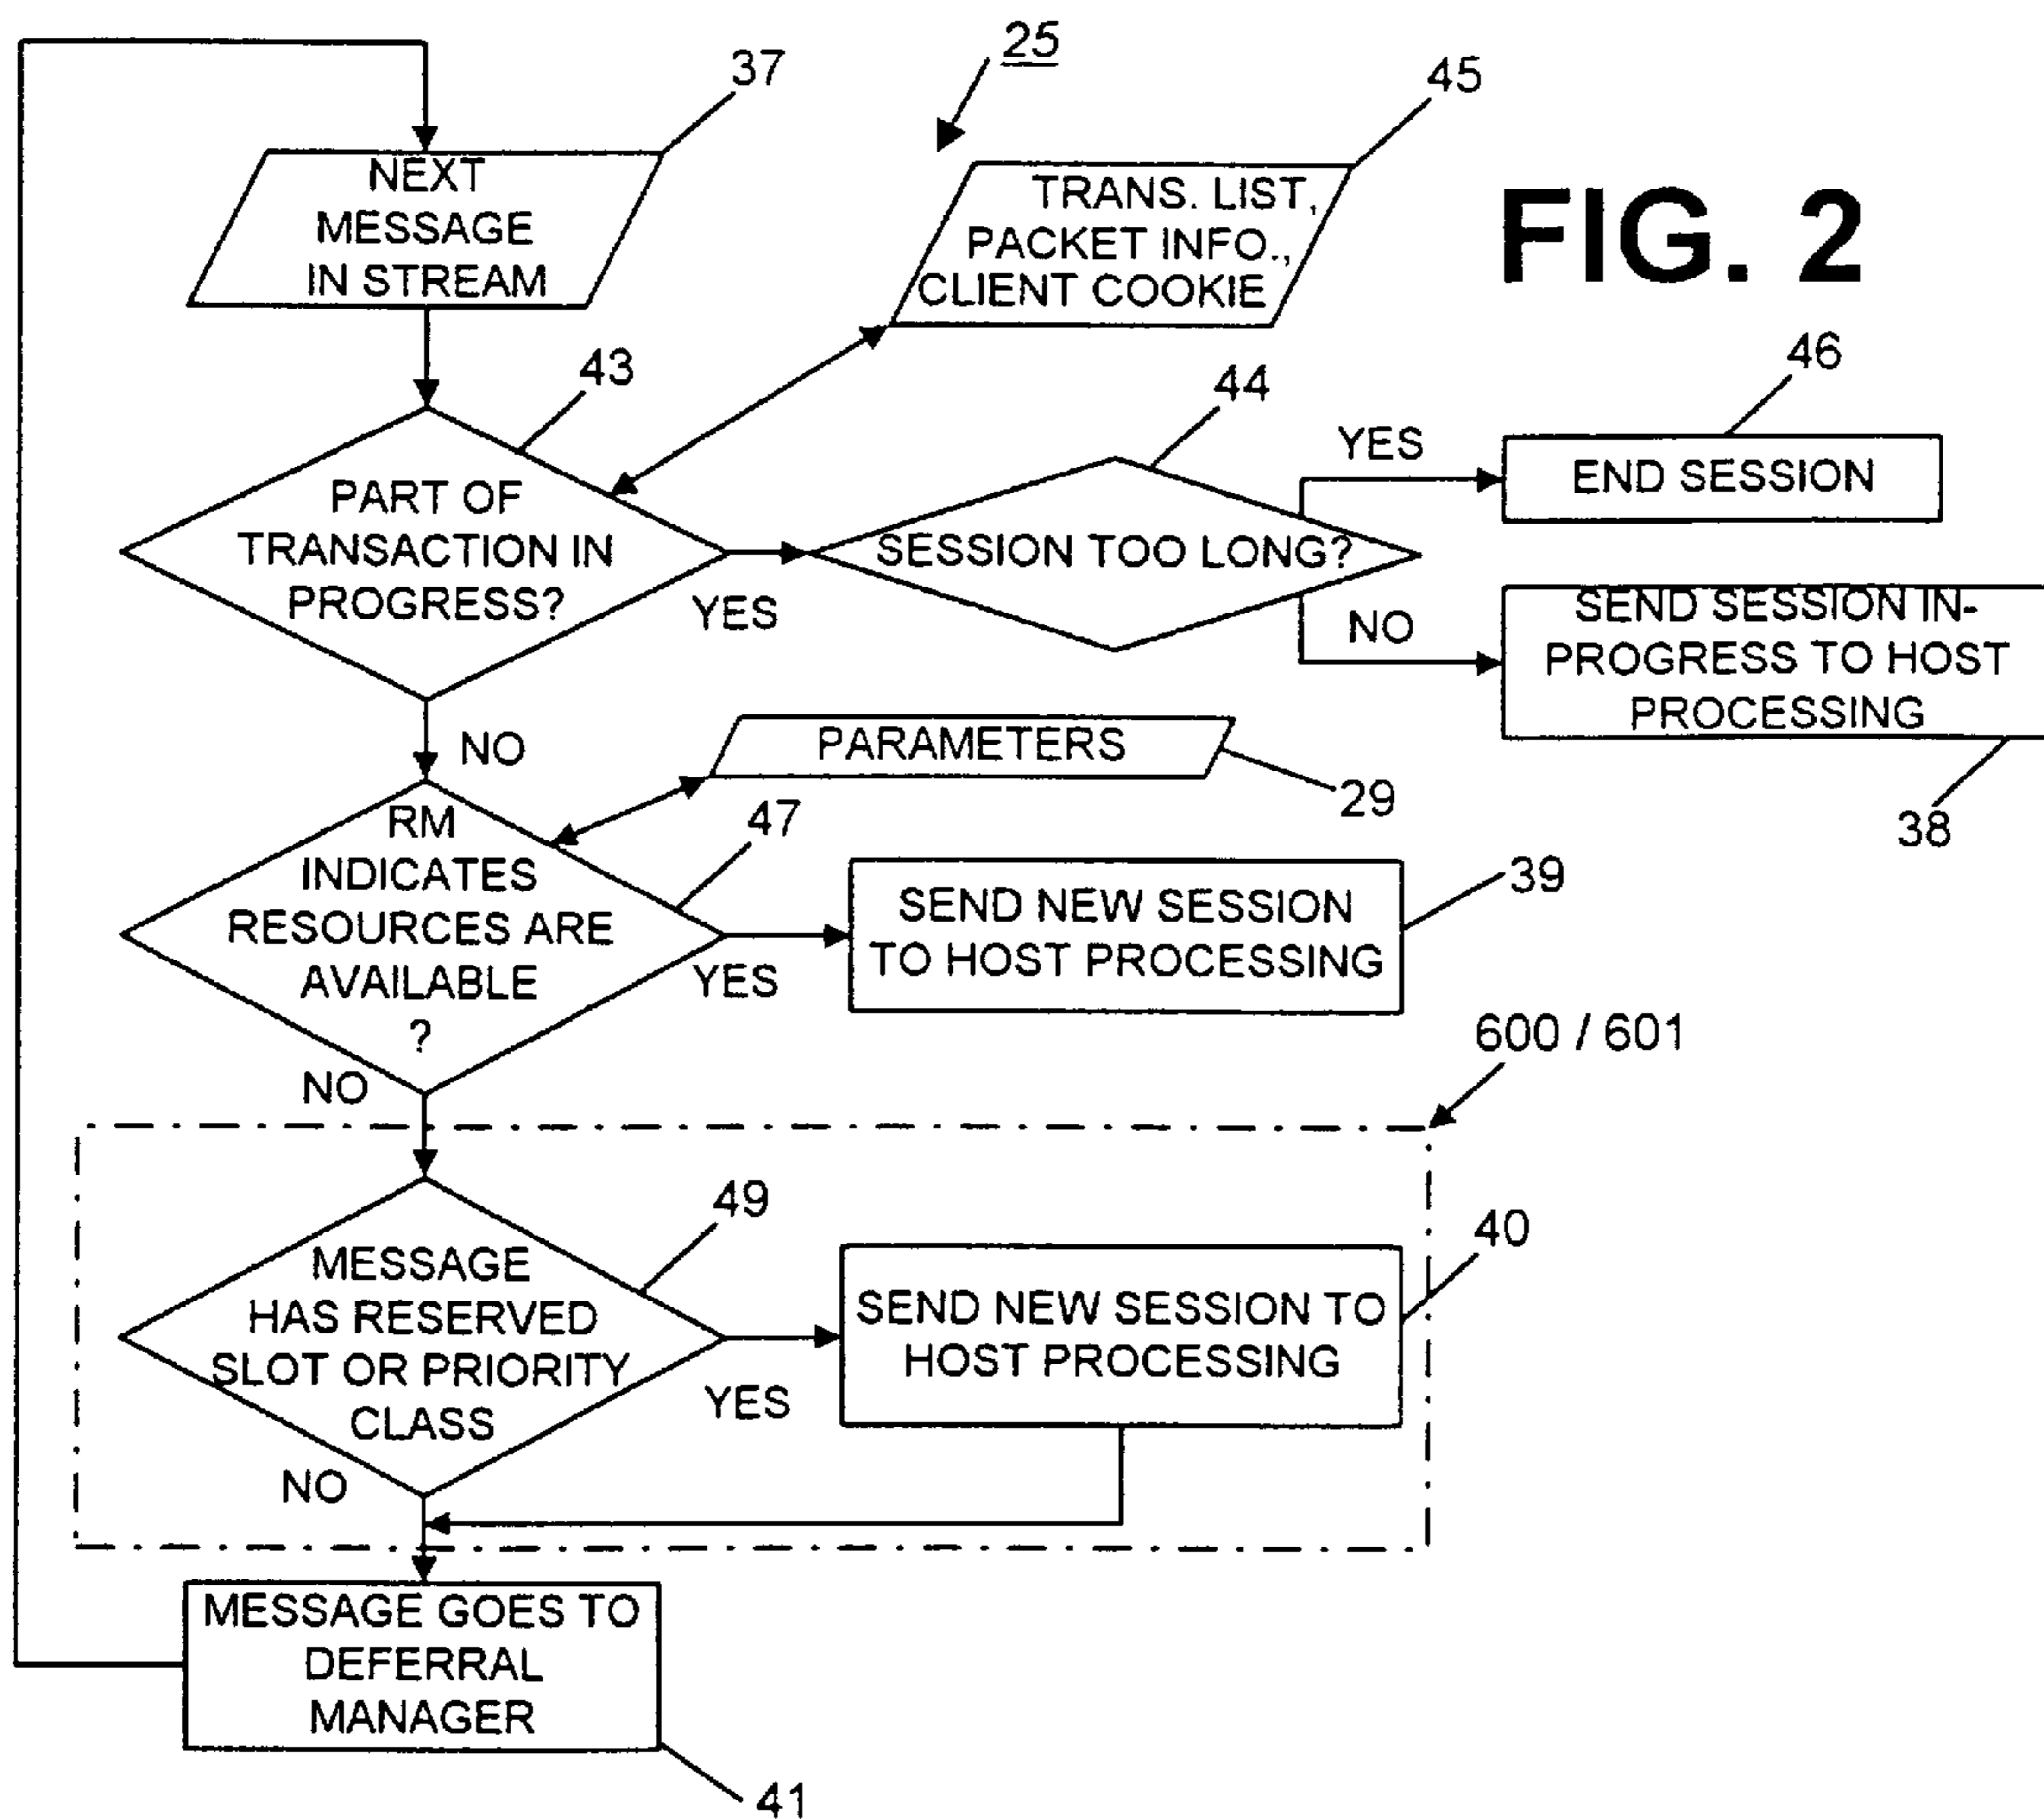 25
37
45
NEXT
MESSAGE
IN STREAM
TRANS. LIST,
PACKET INFO.,
CLIENT COOKIE
FIG. 2
43
44
46
YES
END SESSION
PART OF
TRANSACTION IN
PROGRESS?
YES
SESSION TOO LONG?
NO
SEND SESSION IN-
PROGRESS TO HOST
PROCESSING
38
NO
PARAMETERS
29
47
RM
INDICATES
RESOURCES ARE
AVAILABLE
?
YES
SEND NEW SESSION
TO HOST PROCESSING
39
NO
600 / 601
49
40
MESSAGE
HAS RESERVED
SLOT OR PRIORITY
CLASS
YES
SEND NEW SESSION TO
HOST PROCESSING
NO
MESSAGE GOES TO
DEFERRAL
MANAGER
41